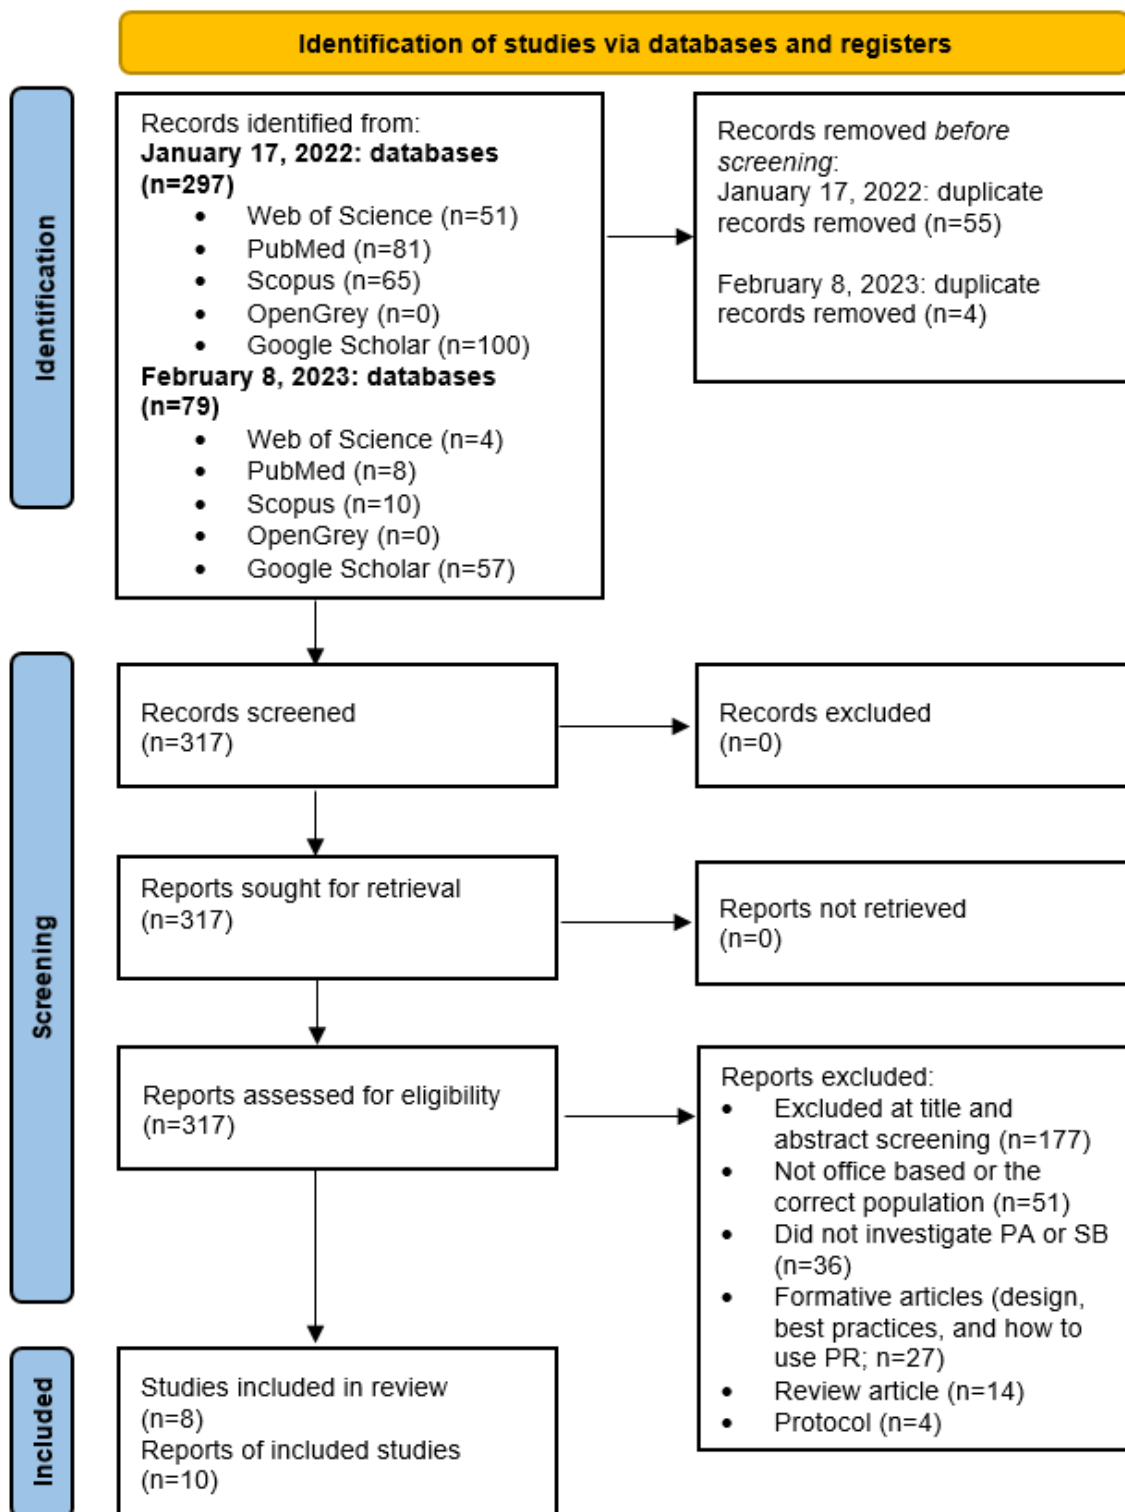 Identification of studies via databases and registers
Identification
Records identified from:
January 17, 2022: databases
(n=297)
• Web of Science (n=51)
• PubMed (n=81)
• Scopus (n=65)
• OpenGrey (n=0)
• Google Scholar (n=100)
February 8, 2023: databases
(n=79)
• Web of Science (n=4)
• PubMed (n=8)
• Scopus (n=10)
• OpenGrey (n=0)
• Google Scholar (n=57)
Records removed before
screening:
January 17, 2022: duplicate
records removed (n=55)
February 8, 2023: duplicate
records removed (n=4)
Screening
Records screened
(n=317)
Records excluded
(n=0)
Reports sought for retrieval
(n=317)
Reports not retrieved
(n=0)
Reports assessed for eligibility
(n=317)
Reports excluded:
• Excluded at title and
abstract screening (n=177)
• Not office based or the
correct population (n=51)
• Did not investigate PA or SB
(n=36)
• Formative articles (design,
best practices, and how to
use PR; n=27)
• Review article (n=14)
• Protocol (n=4)
Included
Studies included in review
(n=8)
Reports of included studies
(n=10)